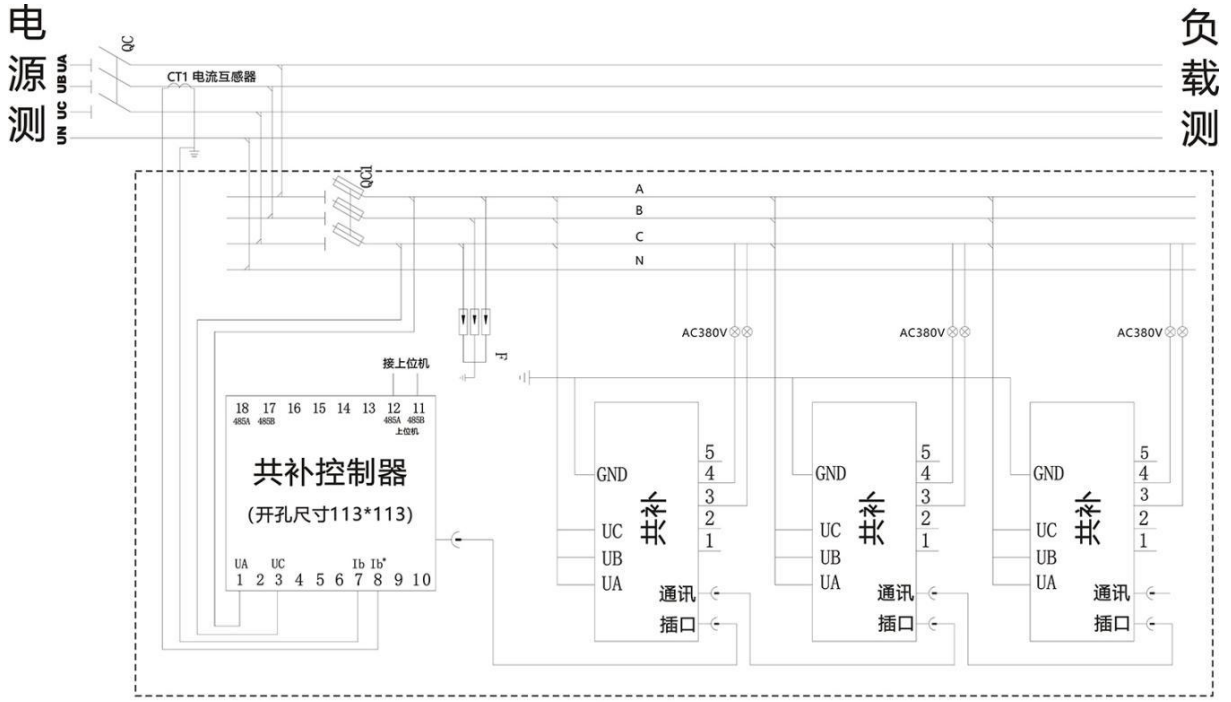 电源测
负载测
QC
UA
UB
UC
UN
CT1 电流互感器
QC1
A
B
C
N
AC380V
AC380V
AC380V
F
接上位机
18 17 16 15 14 13 12 11
485A 485B 485A 485B
上位机
共补控制器
(开孔尺寸113*113)
UA UC Ib Ib*
1 2 3 4 5 6 7 8 9 10
GND
UC
UB
UA
共补
5
4
3
2
1
通讯
插口
GND
UC
UB
UA
共补
5
4
3
2
1
通讯
插口
GND
UC
UB
UA
共补
5
4
3
2
1
通讯
插口